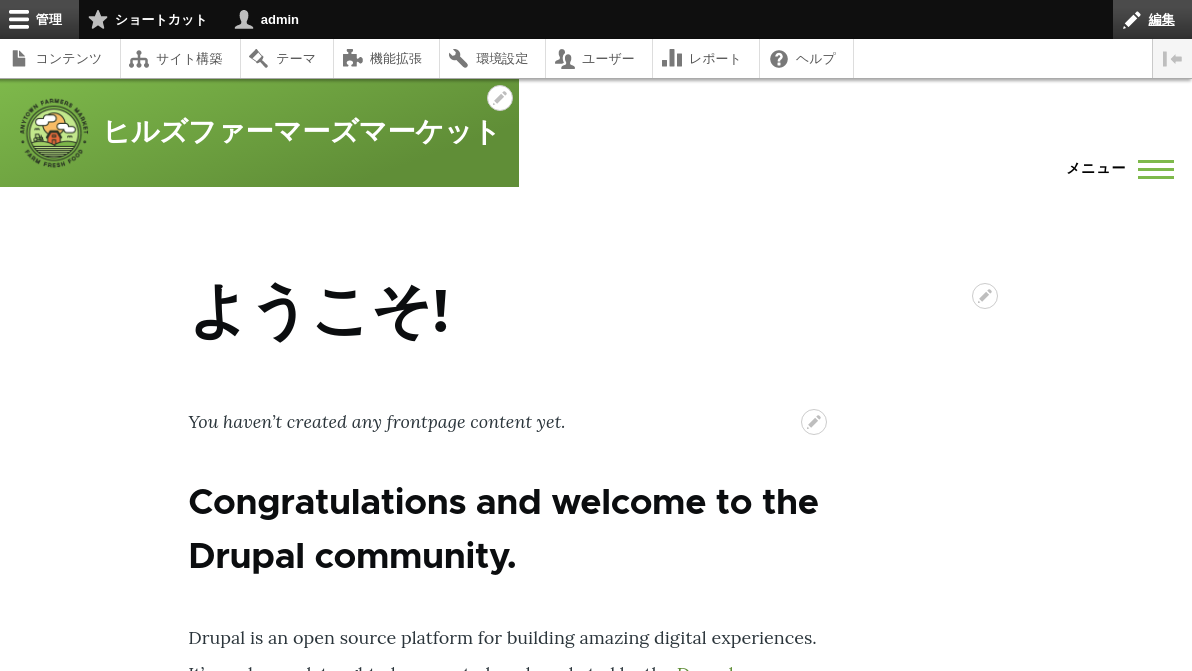 管理 ショートカット admin 編集
コンテンツ サイト構築 テーマ 機能拡張 環境設定 ユーザー レポート ヘルプ
ANYTOWN FARMERS MARKET
FARM FRESH FOOD
ヒルズファーマーズマーケット
メニュー
ようこそ!
You haven’t created any frontpage content yet.
Congratulations and welcome to the
Drupal community.
Drupal is an open source platform for building amazing digital experiences.